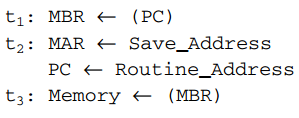 t₁: MBR ← (PC)
t₂: MAR ← Save_Address
PC ← Routine_Address
t₃: Memory ← (MBR)